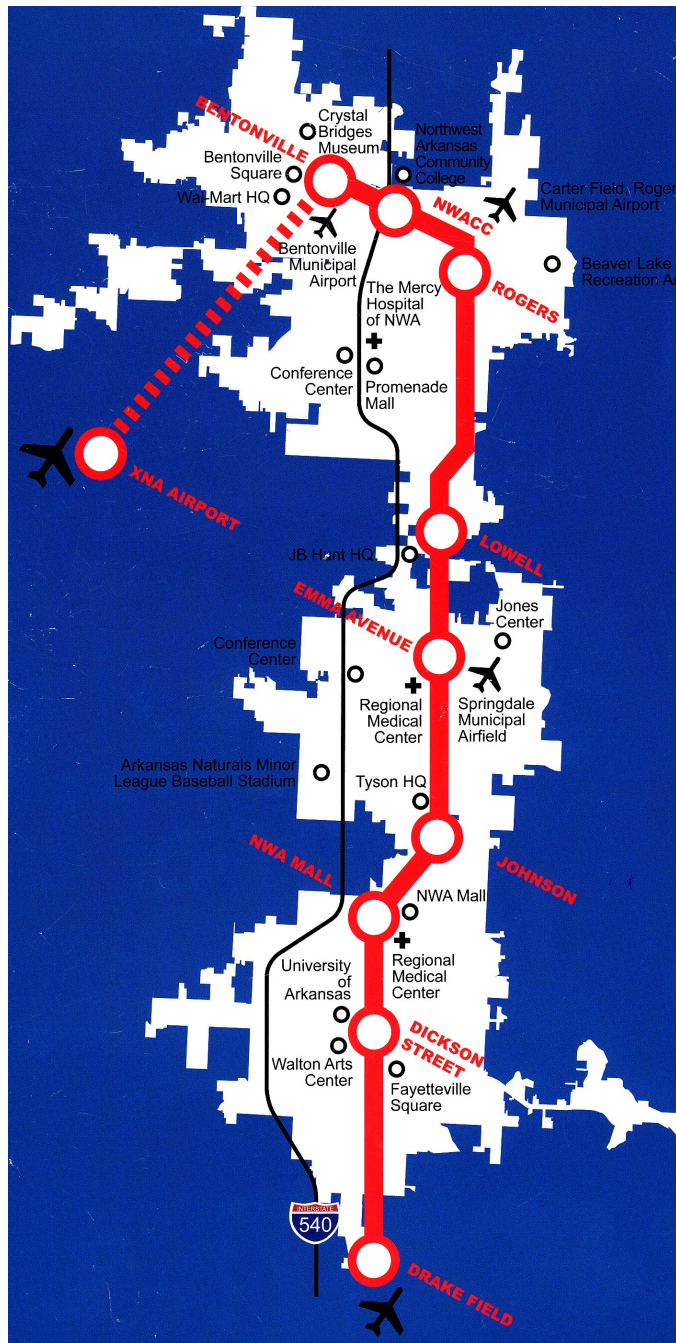 BENTONVILLE
Crystal
Bridges
Museum
Northwest
Arkansas
Community
College
Bentonville
Square
Wal-Mart HQ
NWACC
Carter Field, Roger
Municipal Airport
Bentonville
Municipal
Airport
Beaver Lake
Recreation Ar
ROGERS
The Mercy
Hospital
of NWA
Conference
Center
Promenade
Mall
XNA AIRPORT
LOWELL
JB Hunt HQ
EMMA AVENUE
Jones
Center
Conference
Center
Regional
Medical
Center
Springdale
Municipal
Airfield
Arkansas Naturals Minor
League Baseball Stadium
Tyson HQ
NWA MALL
JOHNSON
NWA Mall
Regional
Medical
Center
University
of
Arkansas
DICKSON
STREET
Walton Arts
Center
Fayetteville
Square
INTERSTATE
540
DRAKE FIELD